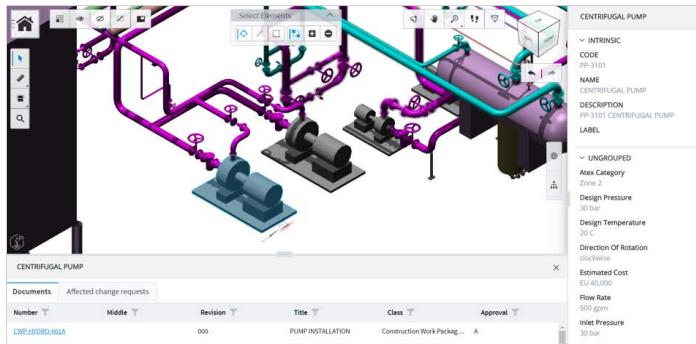 Select Elements
CENTRIFUGAL PUMP
INTRINSIC
CODE
PP-3101
NAME
CENTRIFUGAL PUMP
DESCRIPTION
PP-3101 CENTRIFUGAL PUMP
LABEL
UNGROUPED
Atex Category
Zone 2
Design Pressure
30 bar
Design Temperature
20 C
Direction Of Rotation
clockwise
Estimated Cost
EU 40,000
Flow Rate
500 gpm
Inlet Pressure
30 bar
CENTRIFUGAL PUMP
Documents Affected change requests
Number Middle Revision Title Class Approval
CWP-HYDRO-001A 000 PUMP INSTALLATION Construction Work Packag... A